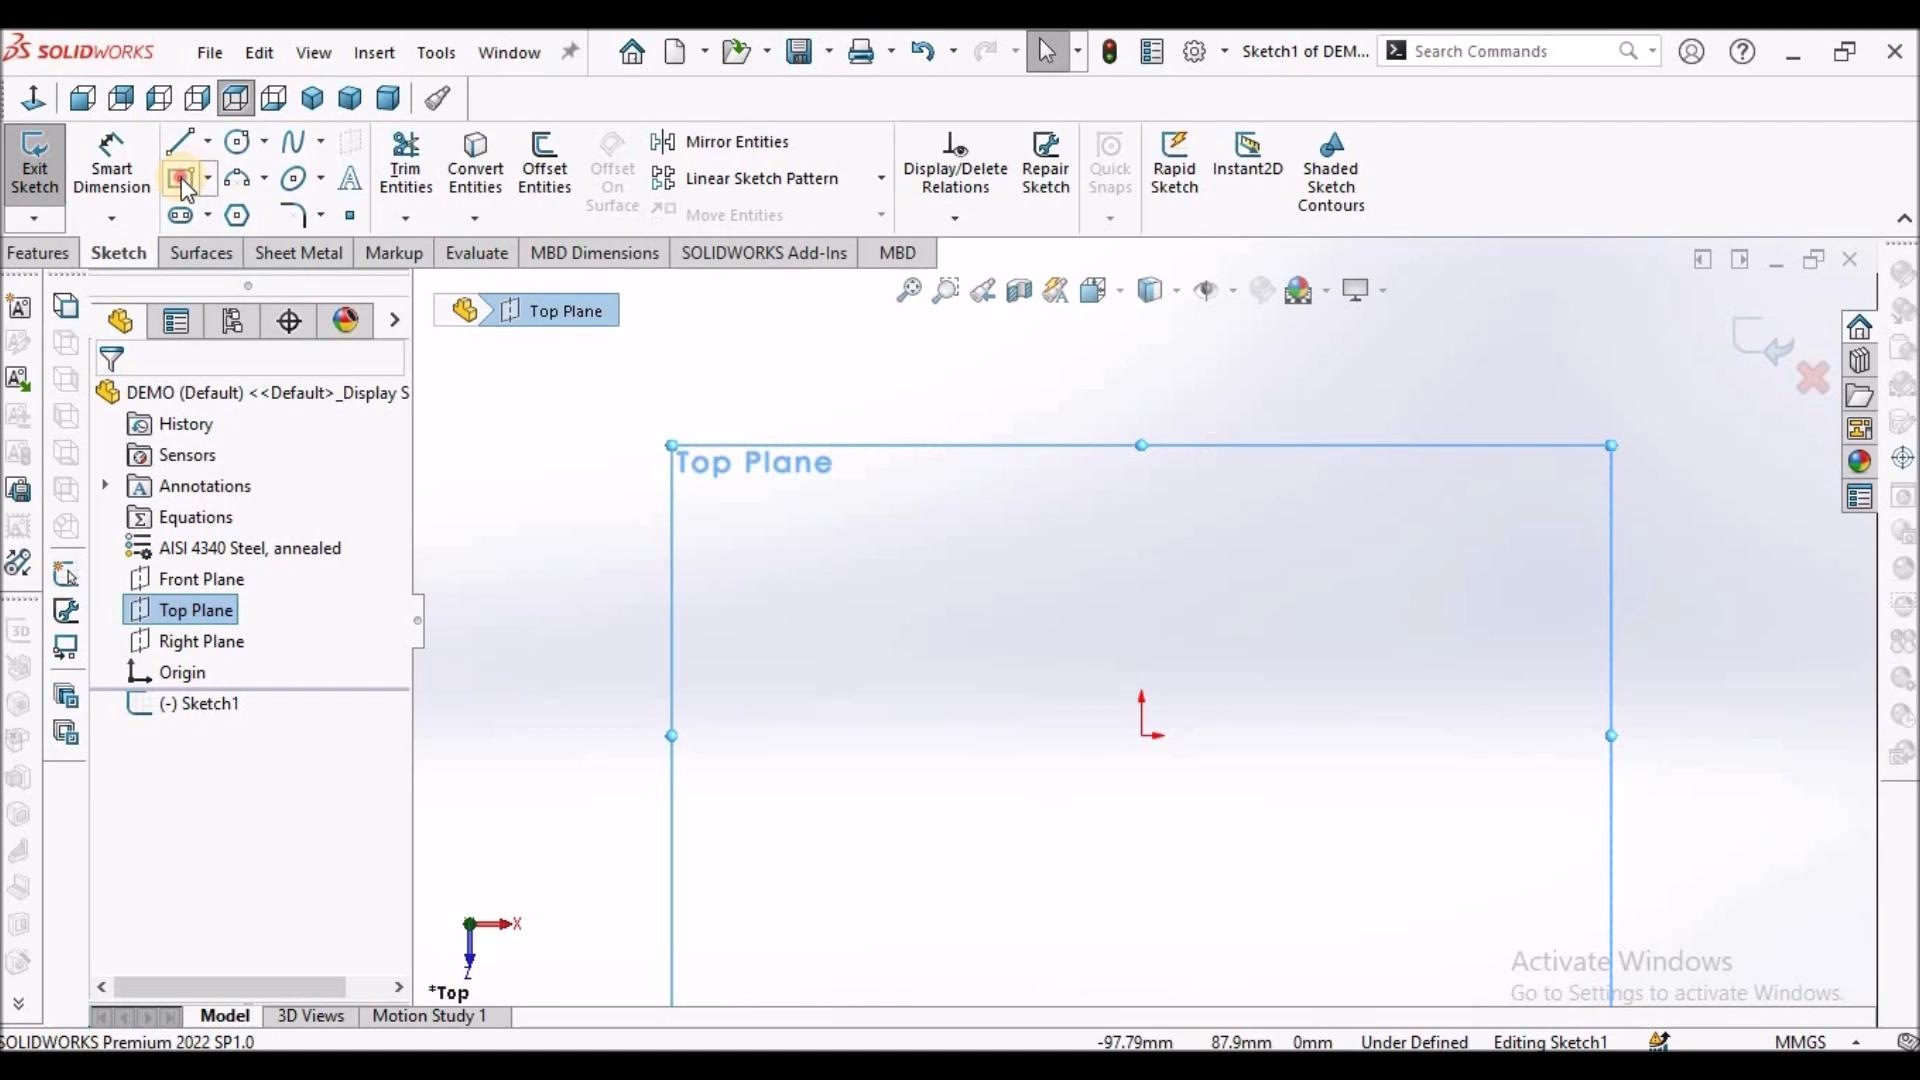 SOLIDWORKS File Edit View Insert Tools Window Sketch1 of DEM... Search Commands
Exit Sketch
Smart Dimension
Trim Entities
Convert Entities
Offset Entities
Offset On Surface
Mirror Entities
Linear Sketch Pattern
Move Entities
Display/Delete Relations
Repair Sketch
Quick Snaps
Rapid Sketch
Instant2D
Shaded Sketch Contours
Features Sketch Surfaces Sheet Metal Markup Evaluate MBD Dimensions SOLIDWORKS Add-Ins MBD
Top Plane
DEMO (Default) <<Default>_Display S
History
Sensors
Annotations
Equations
AISI 4340 Steel, annealed
Front Plane
Top Plane
Right Plane
Origin
(-) Sketch1
Top Plane
X
Z
*Top
Activate Windows
Go to Settings to activate Windows.
Model 3D Views Motion Study 1
SOLIDWORKS Premium 2022 SP1.0 -97.79mm 87.9mm 0mm Under Defined Editing Sketch1 MMGS